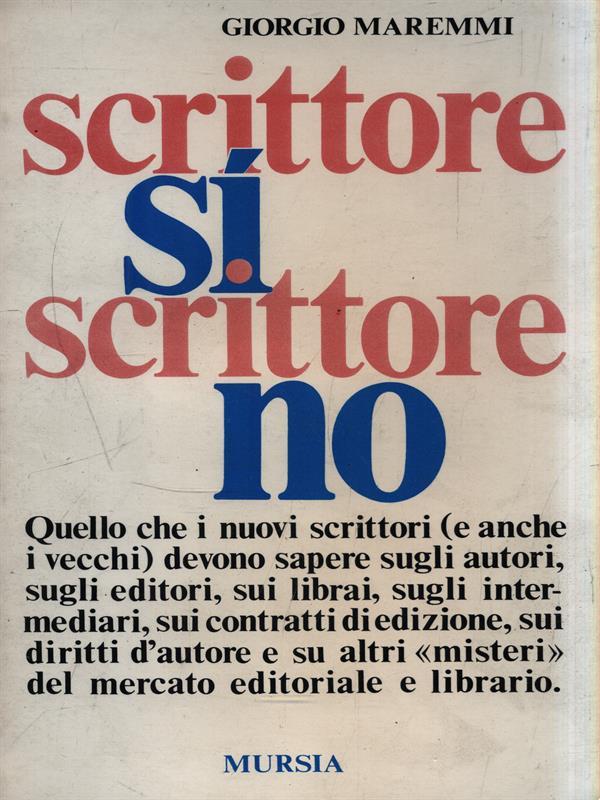 GIORGIO MAREMMI
scrittore
sí
scrittore
no
Quello che i nuovi scrittori (e anche
i vecchi) devono sapere sugli autori,
sugli editori, sui librai, sugli inter-
mediari, sui contratti di edizione, sui
diritti d'autore e su altri «misteri»
del mercato editoriale e librario.
MURSIA